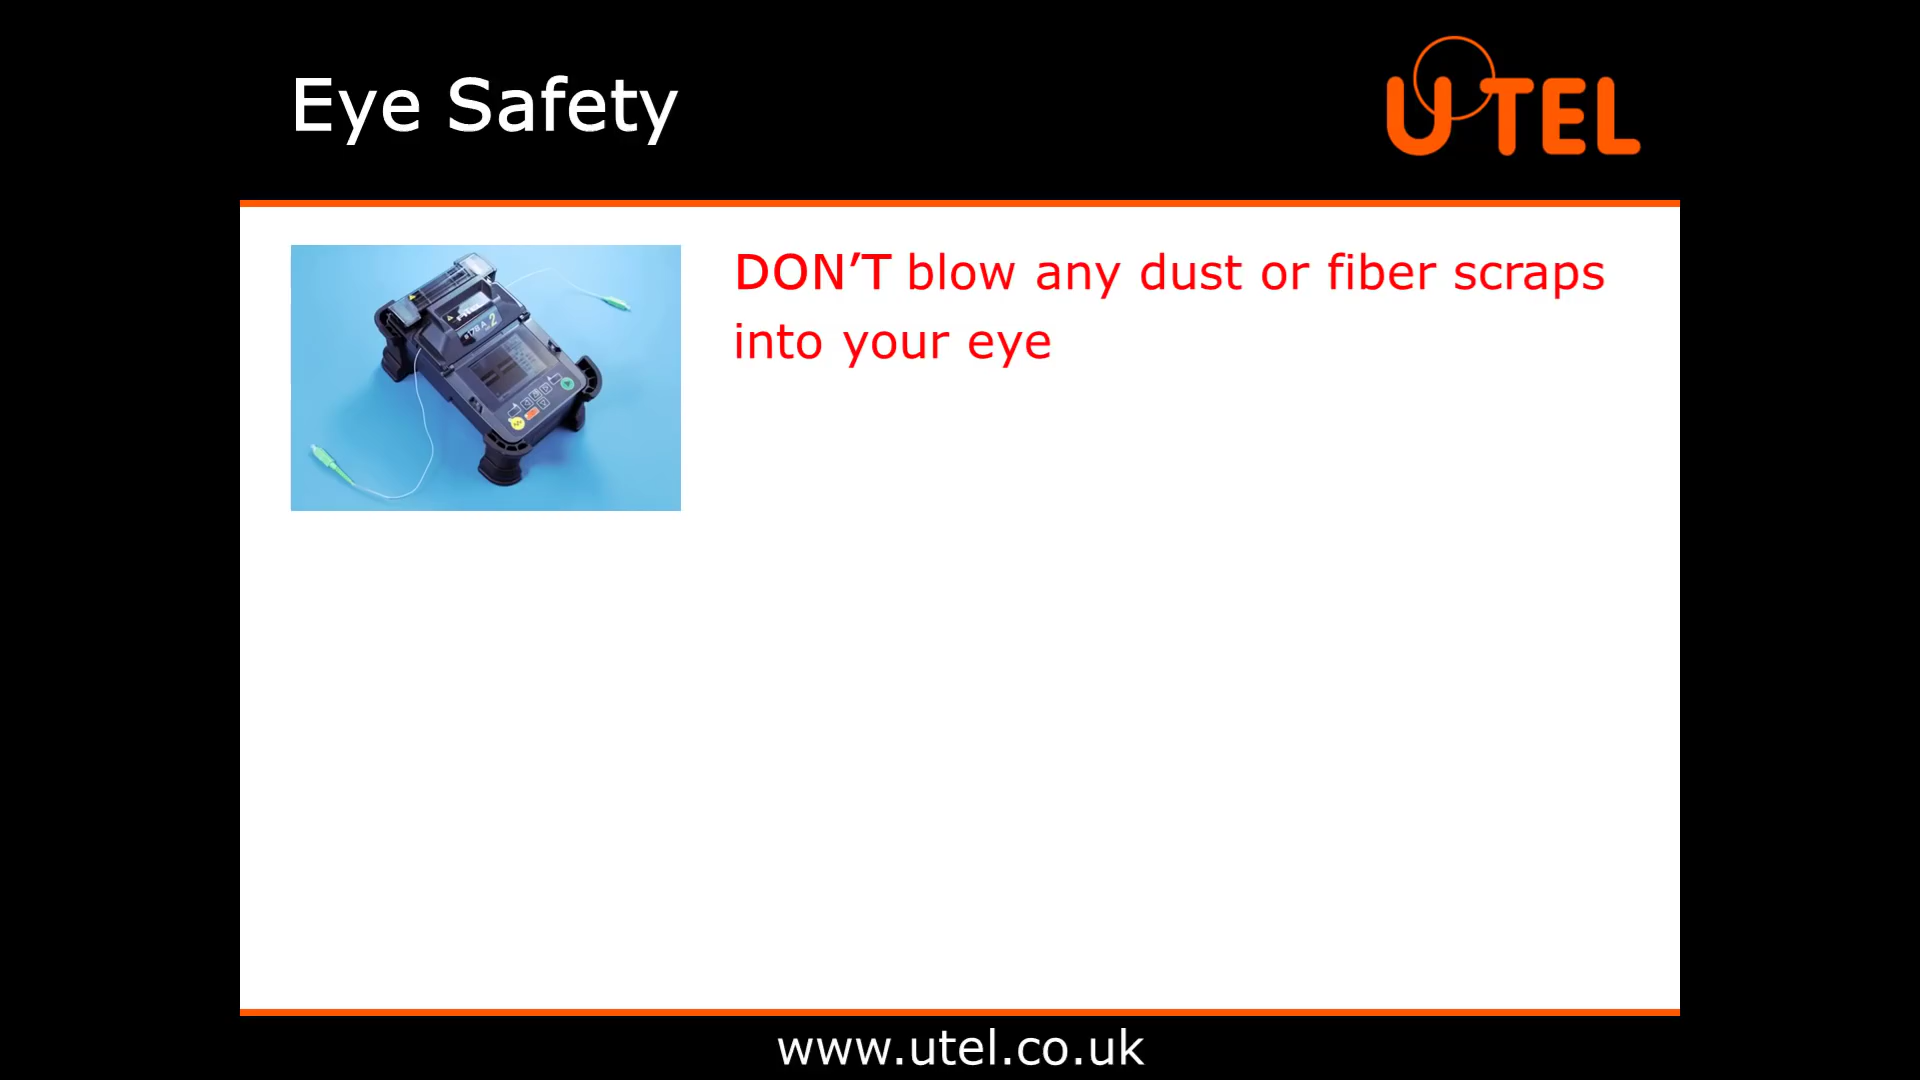 Eye Safety
UTEL
DON’T blow any dust or fiber scraps
into your eye
www.utel.co.uk